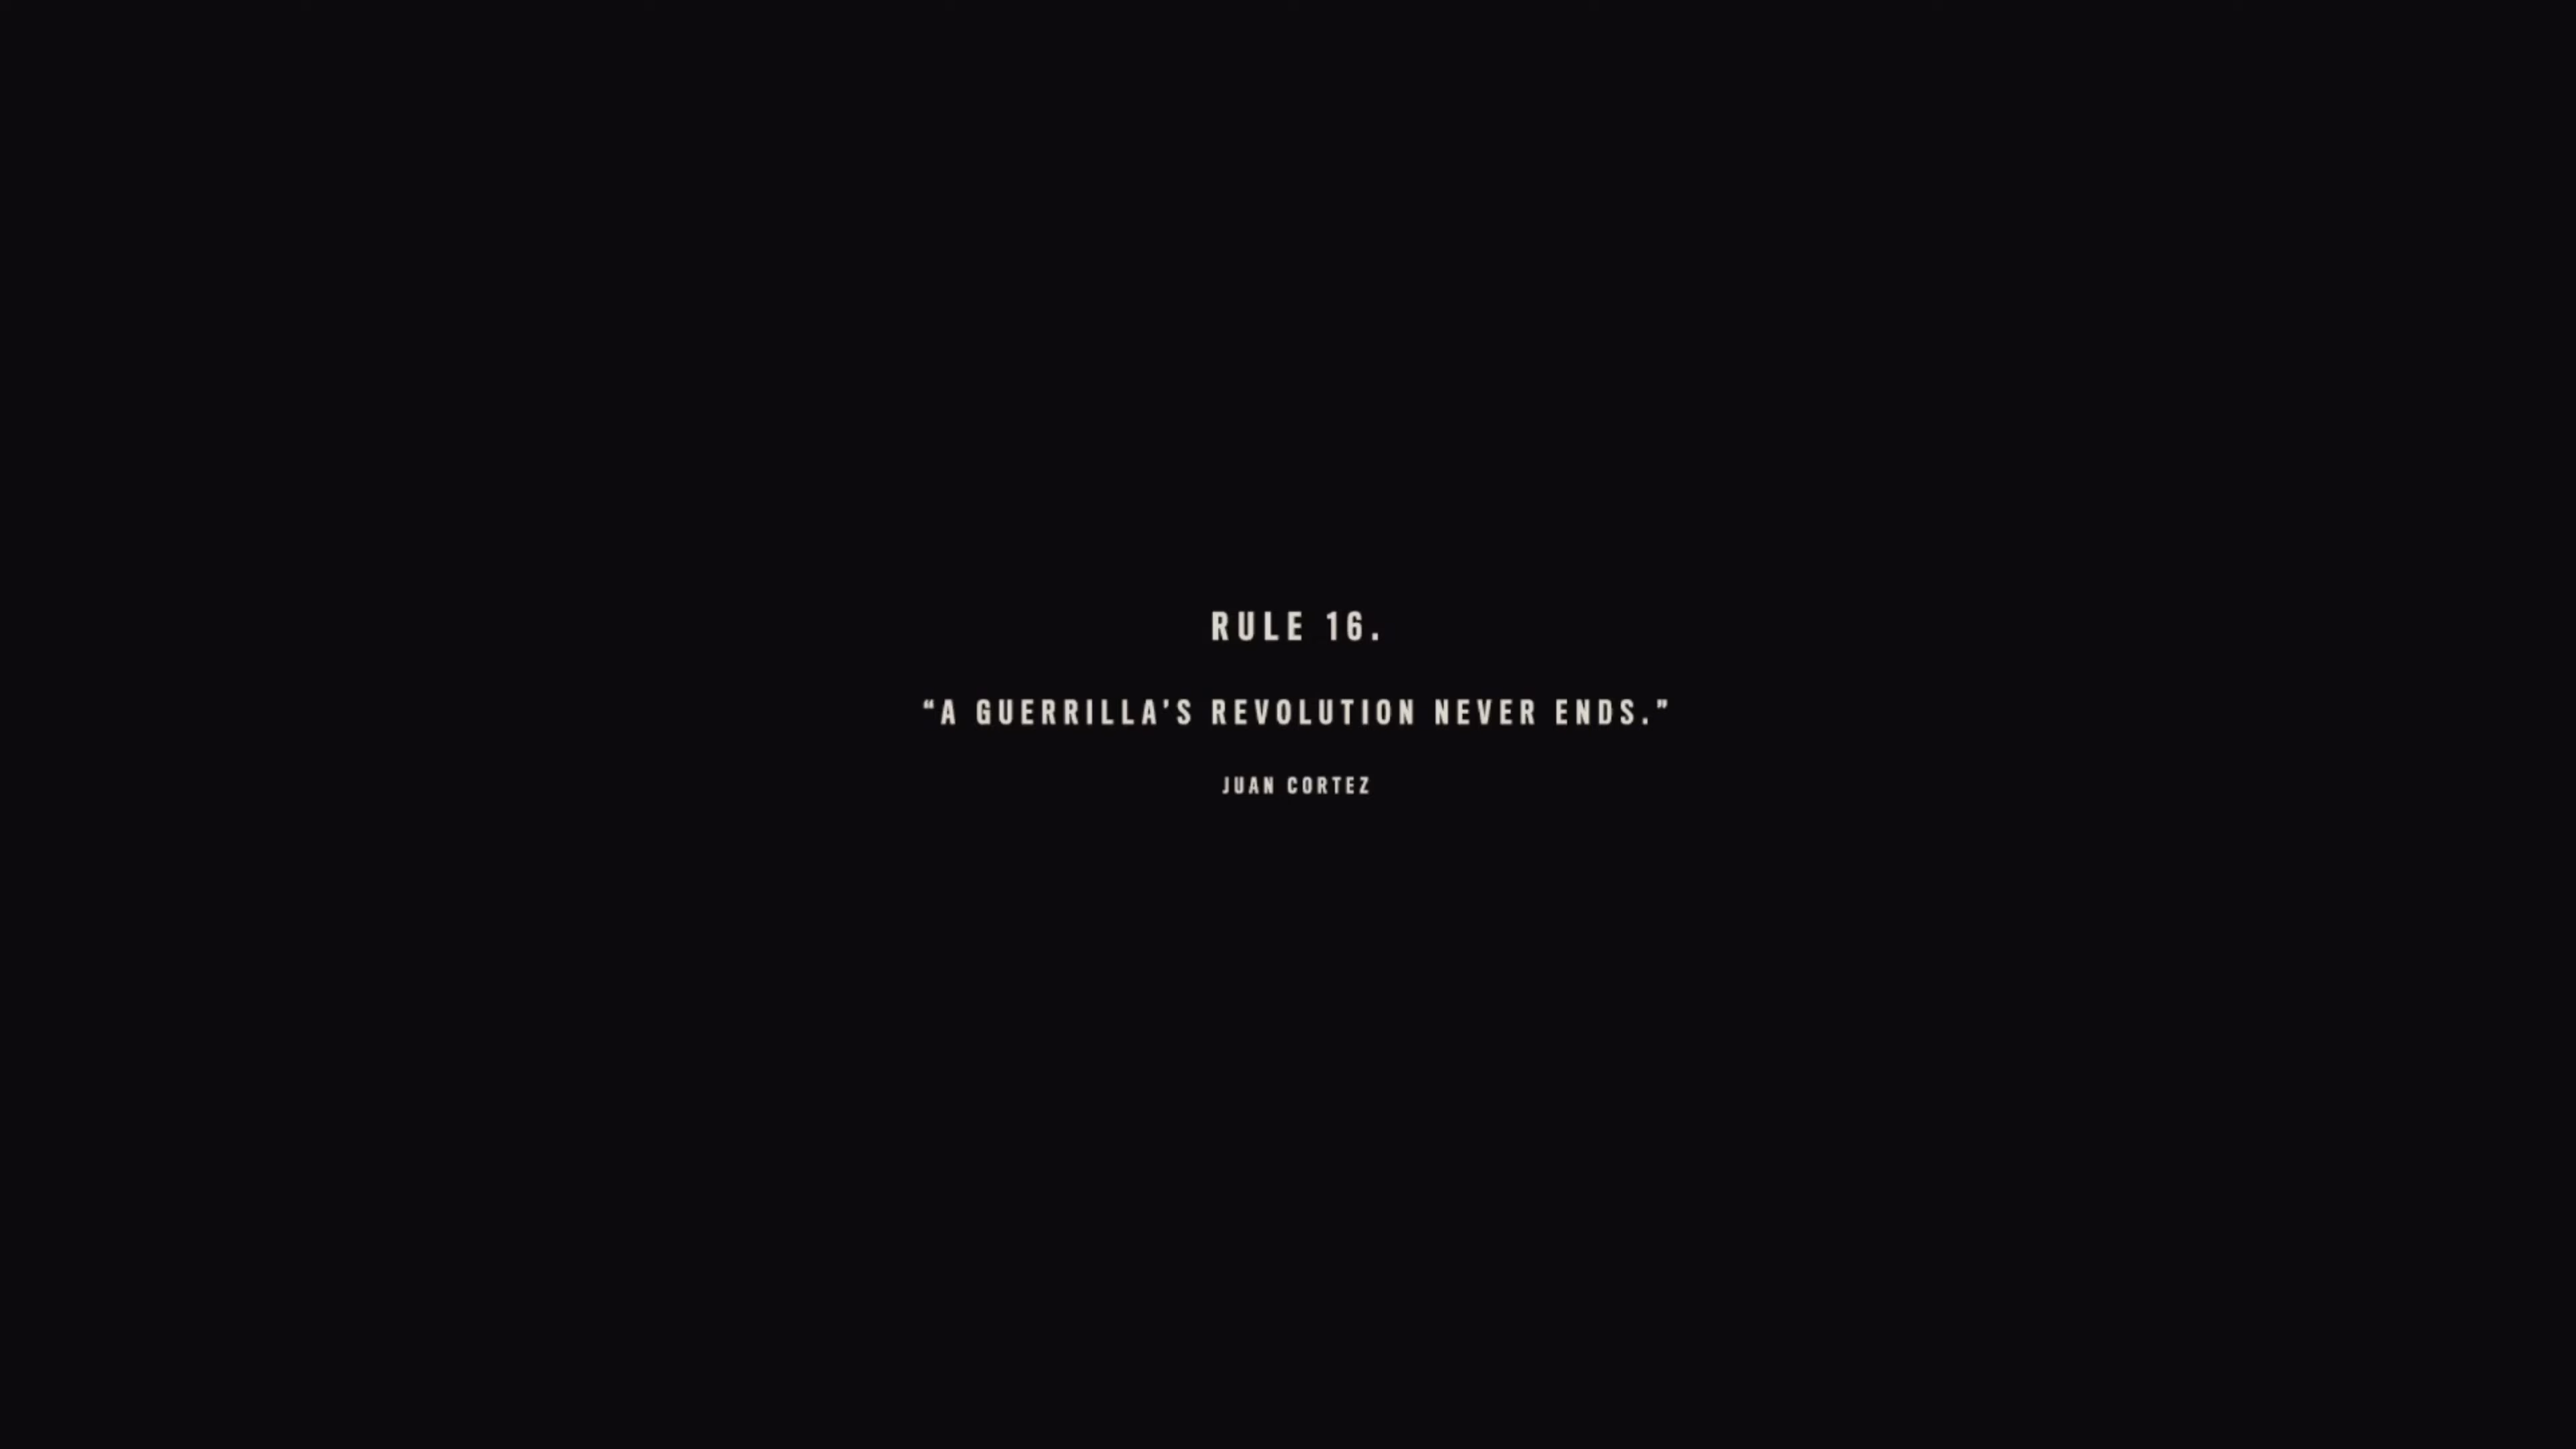 RULE 16.
“A GUERRILLA’S REVOLUTION NEVER ENDS.”
JUAN CORTEZ